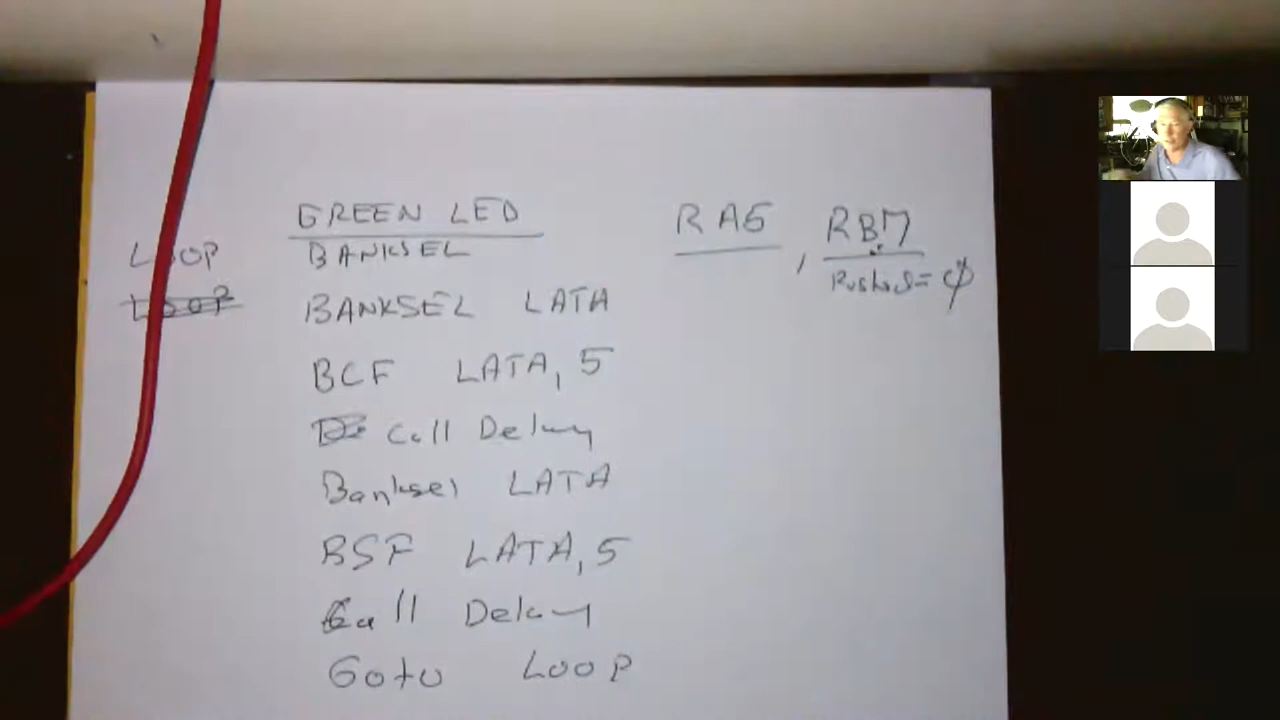 GREEN LED
RA5, RB7
LOOP BANKSEL
Pushed=0
LOOP BANKSEL LATA
BCF LATA, 5
Call Delay
Banksel LATA
BSF LATA, 5
Call Delay
Goto LOOP